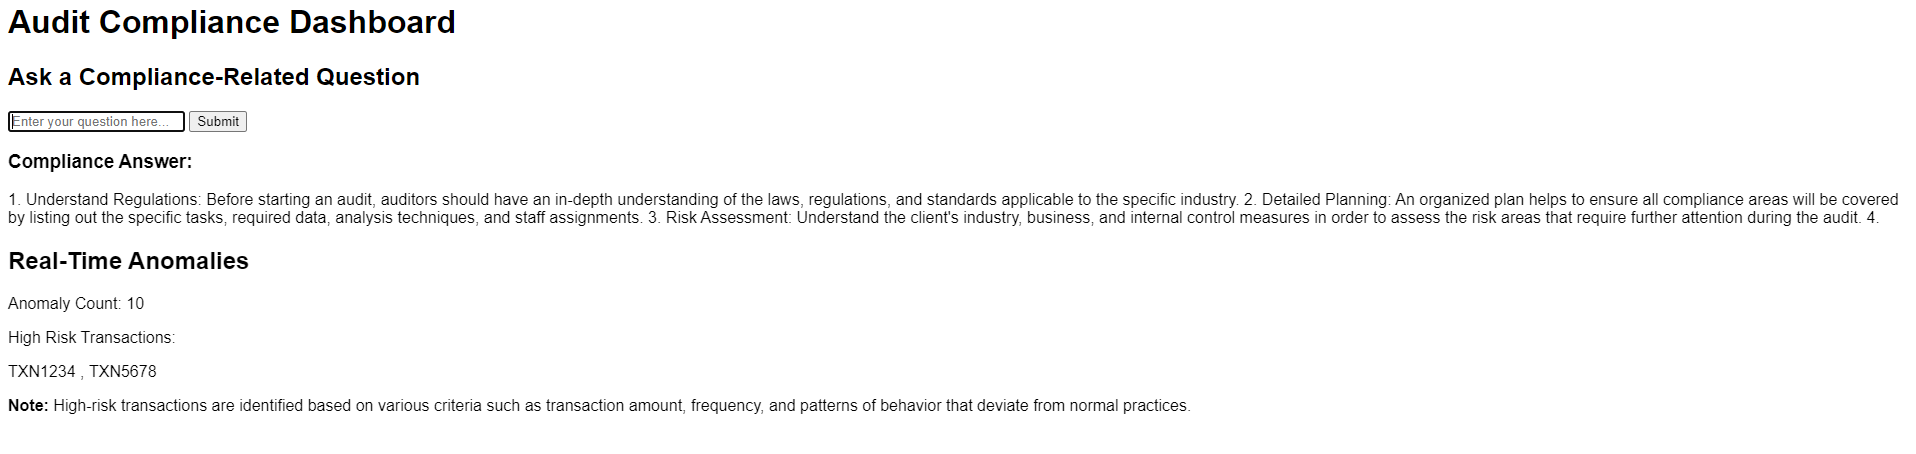 Audit Compliance Dashboard
Ask a Compliance-Related Question
Enter your question here... Submit
Compliance Answer:
1. Understand Regulations: Before starting an audit, auditors should have an in-depth understanding of the laws, regulations, and standards applicable to the specific industry. 2. Detailed Planning: An organized plan helps to ensure all compliance areas will be covered
by listing out the specific tasks, required data, analysis techniques, and staff assignments. 3. Risk Assessment: Understand the client's industry, business, and internal control measures in order to assess the risk areas that require further attention during the audit. 4.
Real-Time Anomalies
Anomaly Count: 10
High Risk Transactions:
TXN1234 , TXN5678
Note: High-risk transactions are identified based on various criteria such as transaction amount, frequency, and patterns of behavior that deviate from normal practices.